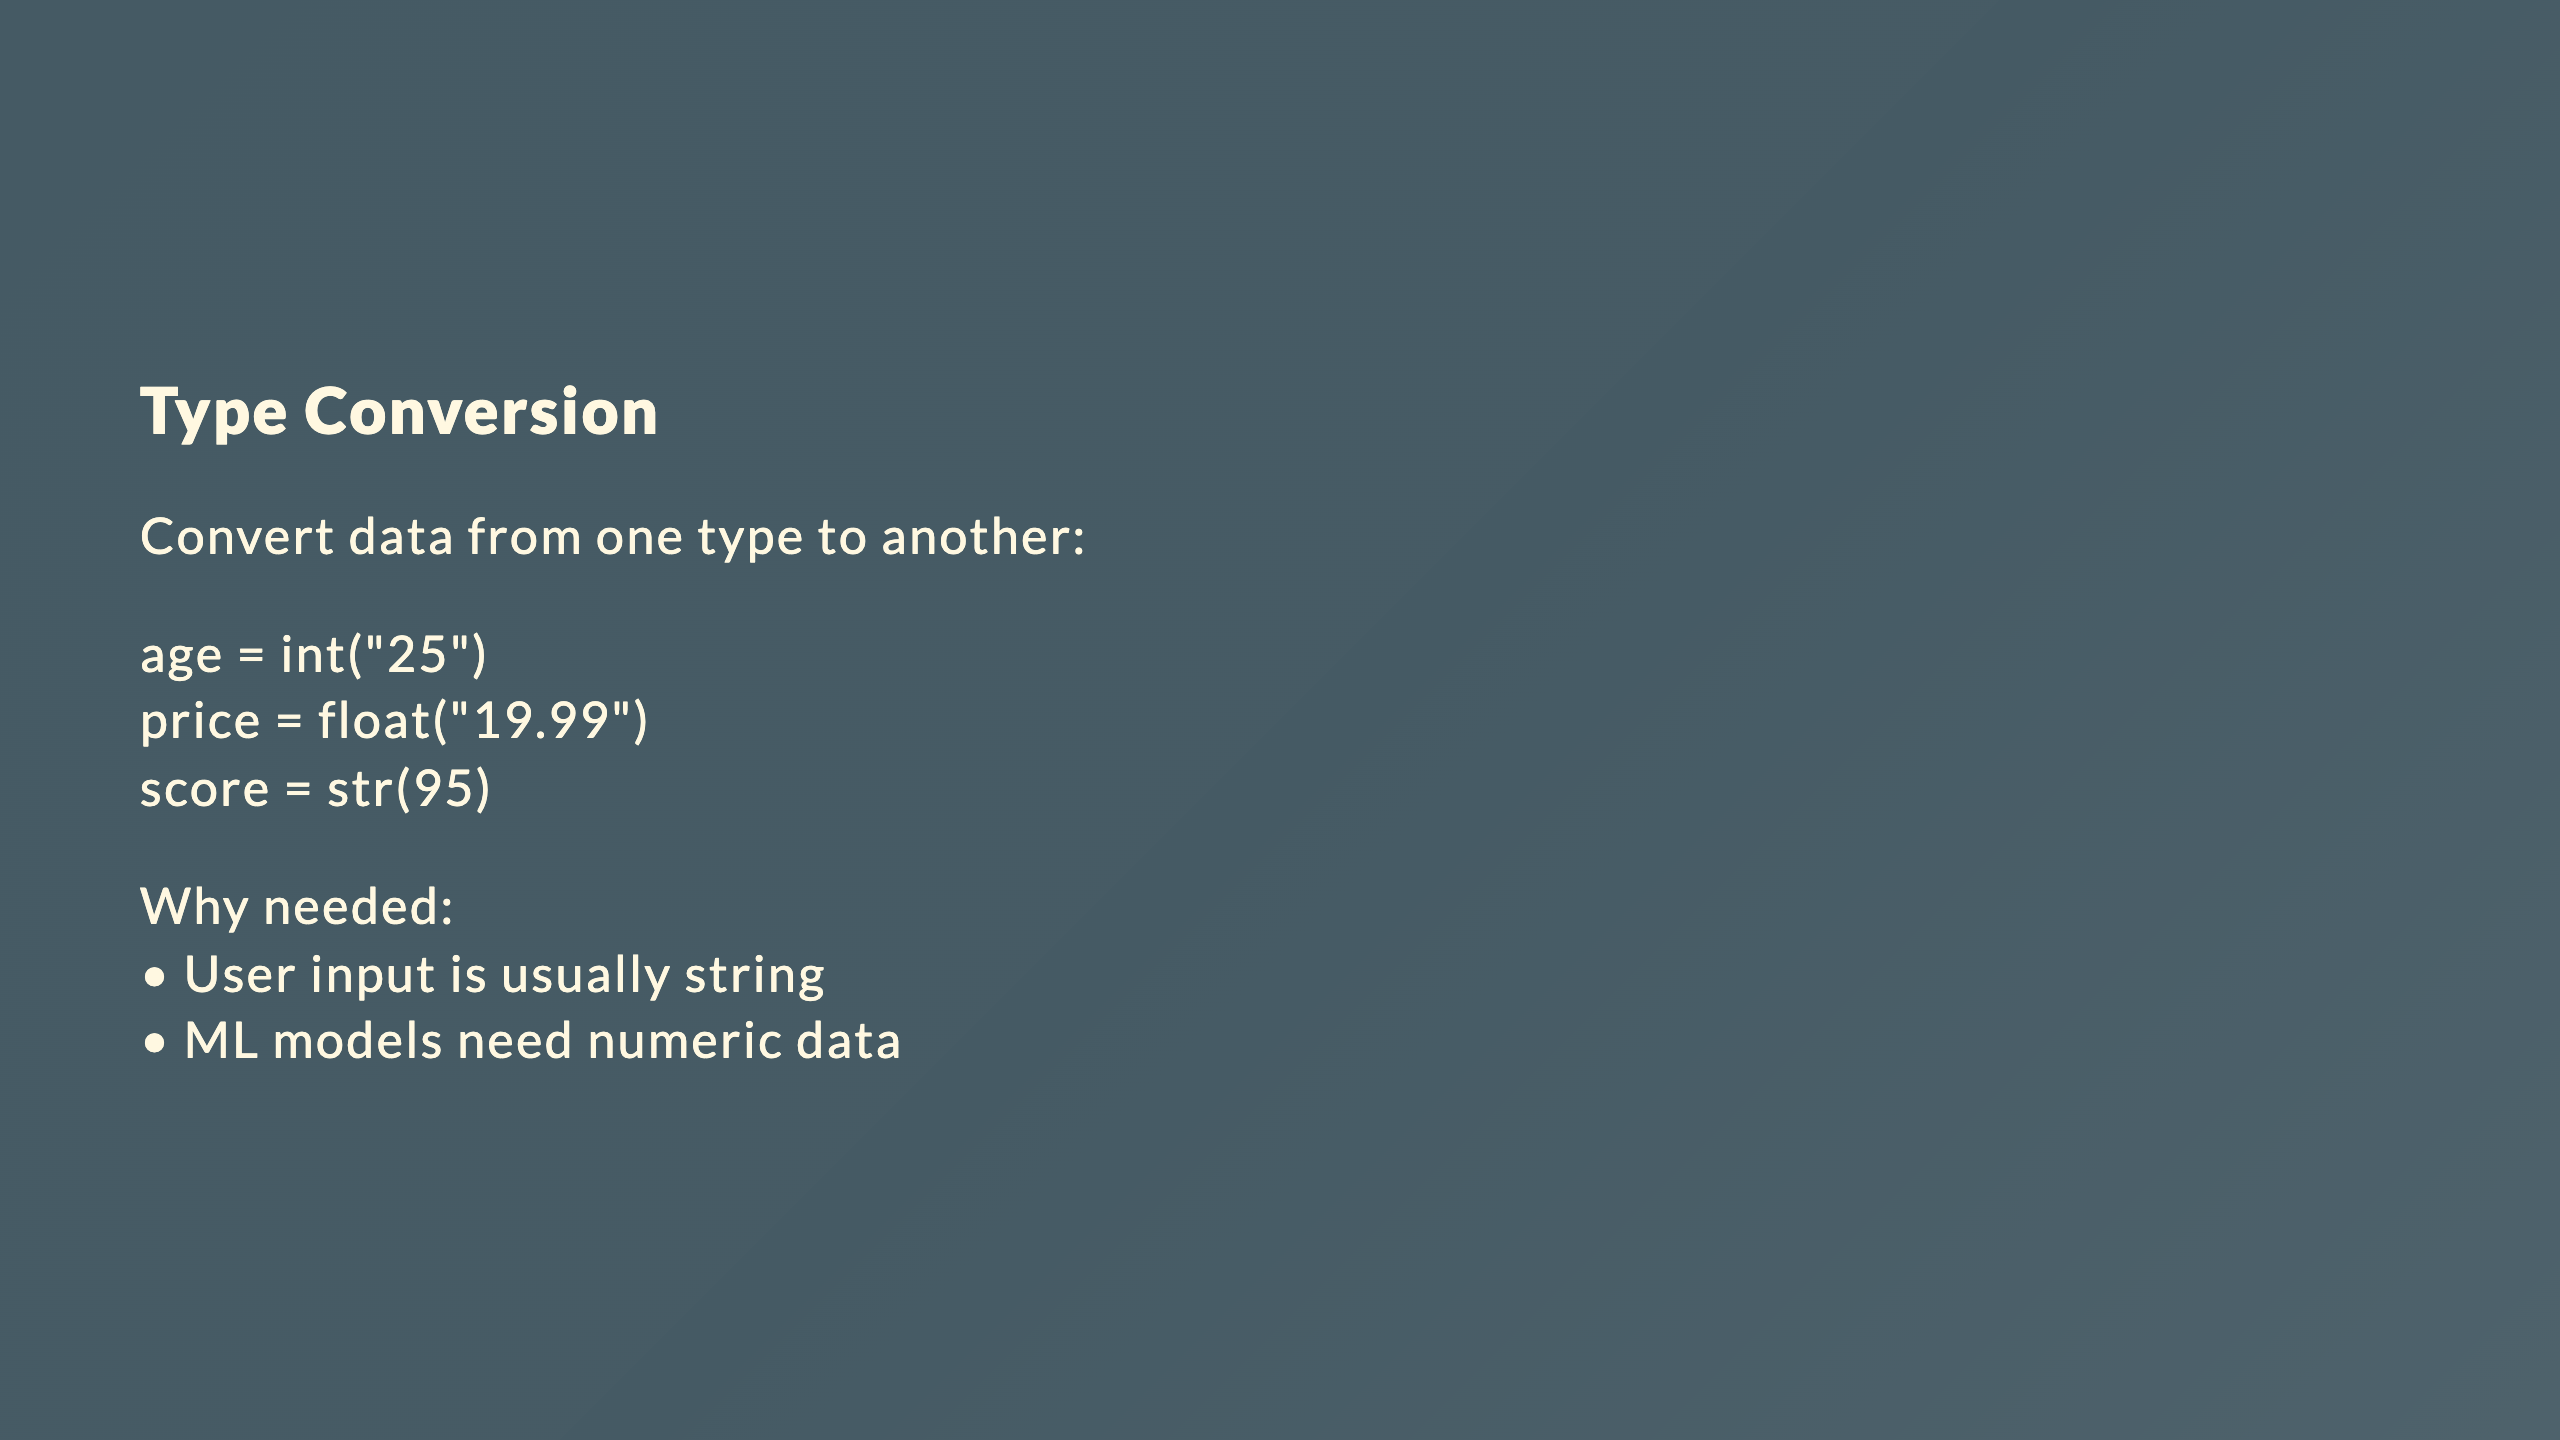 Type Conversion
Convert data from one type to another:
age = int("25")
price = float("19.99")
score = str(95)
Why needed:
• User input is usually string
• ML models need numeric data